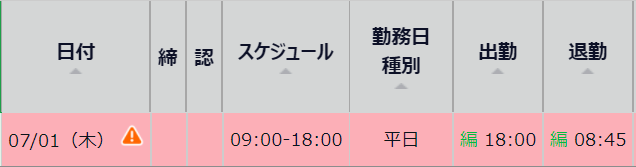 日付
締
認
スケジュール
勤務日
種別
出勤
退勤
07/01（木）
09:00-18:00
平日
編 18:00
編 08:45